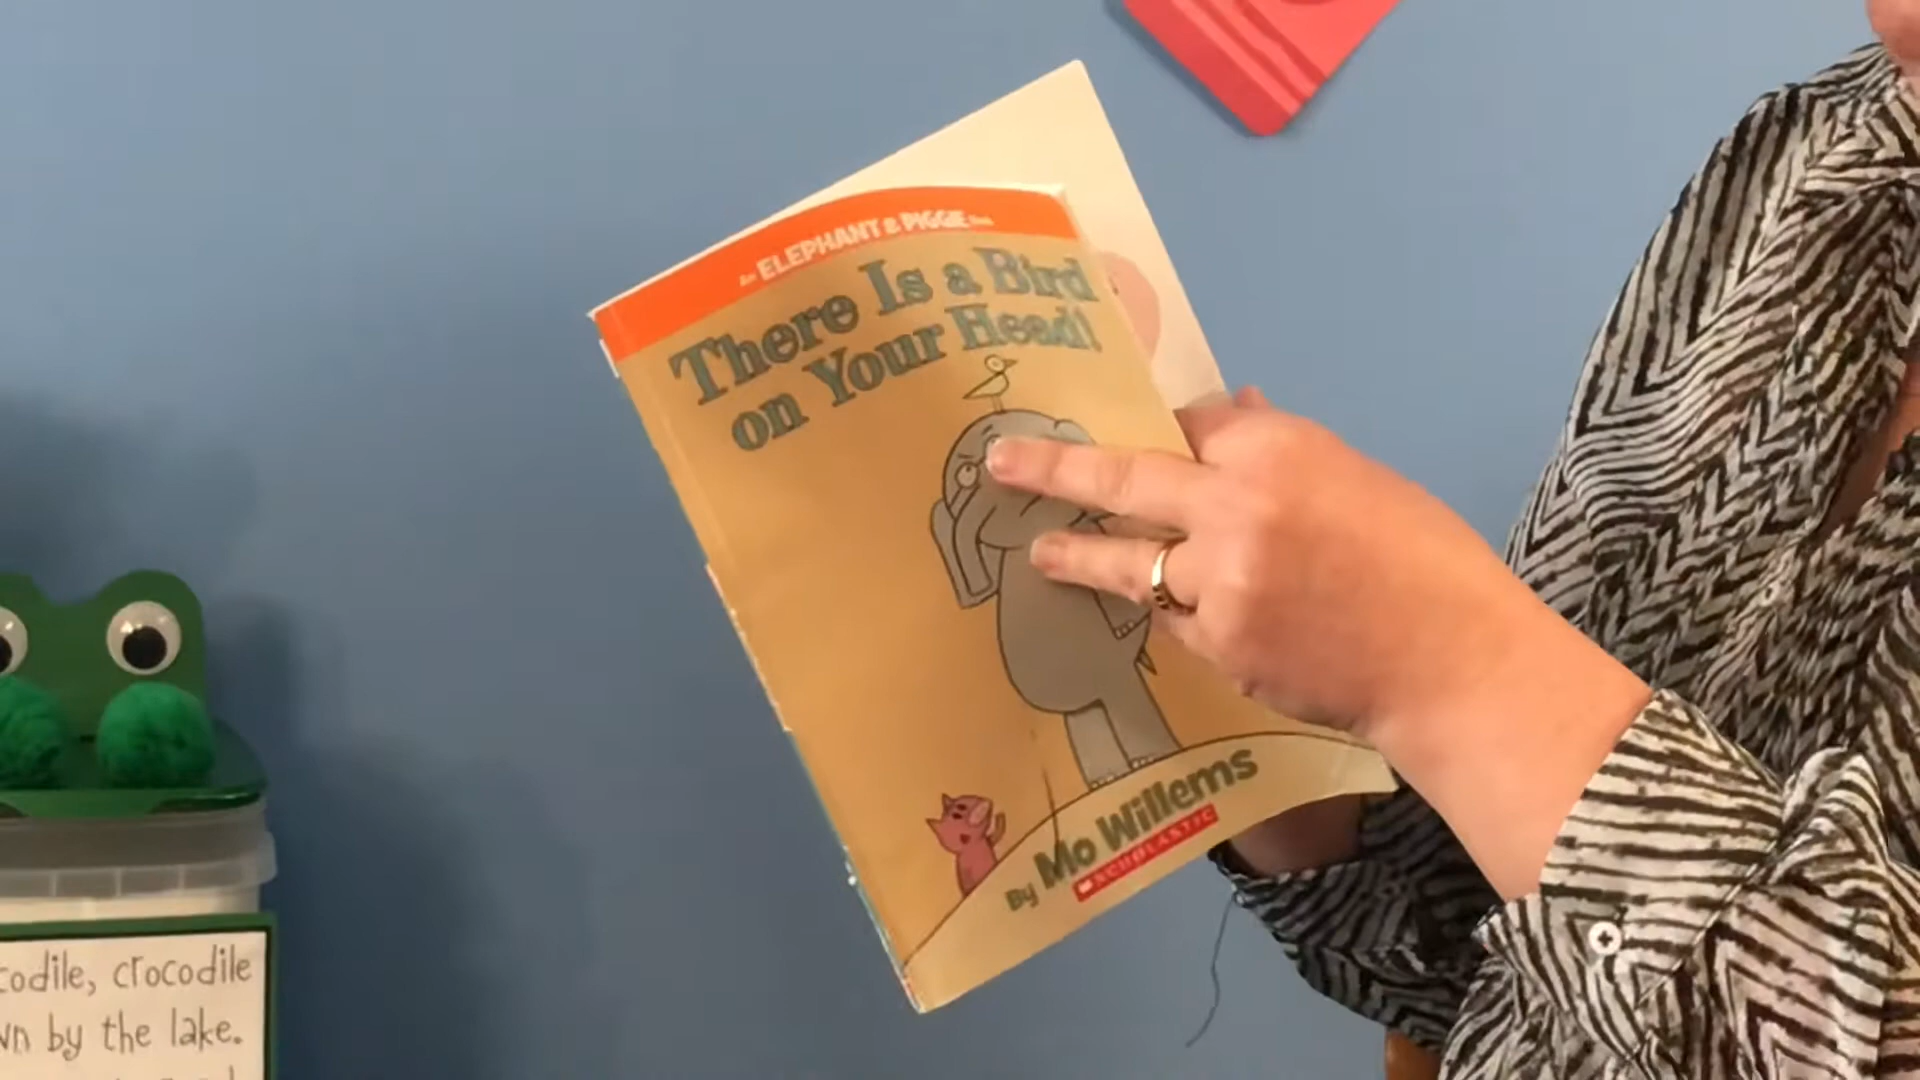 An ELEPHANT & PIGGIE Book
There Is a Bird
on Your Head!
By Mo Willems
SCHOLASTIC
codile, crocodile
wn by the lake.